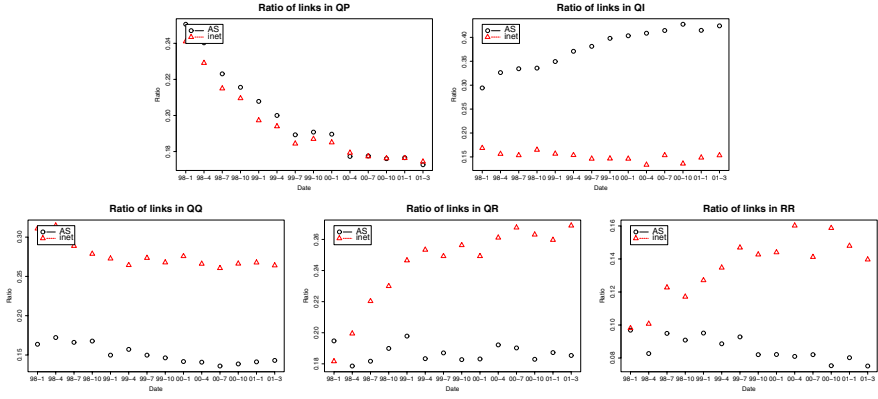 Ratio of links in QP
AS
inet
Ratio
0.18 0.20 0.22 0.24
98−1 98−4 98−7 98−10 99−1 99−4 99−7 99−10 00−1 00−4 00−7 00−10 01−1 01−3
Date
Ratio of links in QI
AS
inet
Ratio
0.15 0.20 0.25 0.30 0.35 0.40
98−1 98−4 98−7 98−10 99−1 99−4 99−7 99−10 00−1 00−4 00−7 00−10 01−1 01−3
Date
Ratio of links in QQ
AS
inet
Ratio
0.15 0.20 0.25 0.30
98−1 98−4 98−7 98−10 99−1 99−4 99−7 99−10 00−1 00−4 00−7 00−10 01−1 01−3
Date
Ratio of links in QR
AS
inet
Ratio
0.18 0.20 0.22 0.24 0.26
98−1 98−4 98−7 98−10 99−1 99−4 99−7 99−10 00−1 00−4 00−7 00−10 01−1 01−3
Date
Ratio of links in RR
AS
inet
Ratio
0.08 0.10 0.12 0.14 0.16
98−1 98−4 98−7 98−10 99−1 99−4 99−7 99−10 00−1 00−4 00−7 00−10 01−1 01−3
Date